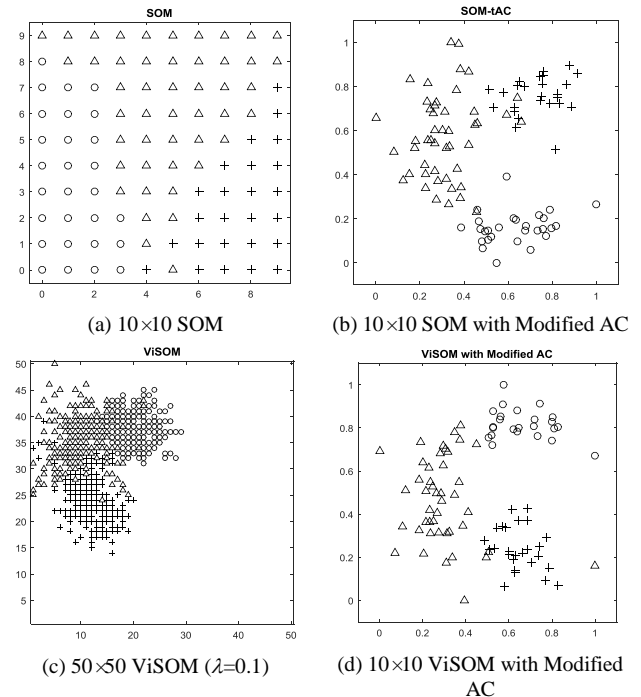 SOM
9
8
7
6
5
4
3
2
1
0
0 2 4 6 8
(a) 10×10 SOM
SOM-tAC
1
0.8
0.6
0.4
0.2
0
0 0.2 0.4 0.6 0.8 1
(b) 10×10 SOM with Modified AC
ViSOM
50
45
40
35
30
25
20
15
10
5
10 20 30 40 50
(c) 50×50 ViSOM (λ=0.1)
ViSOM with Modified AC
1
0.8
0.6
0.4
0.2
0
0 0.2 0.4 0.6 0.8 1
(d) 10×10 ViSOM with Modified
AC